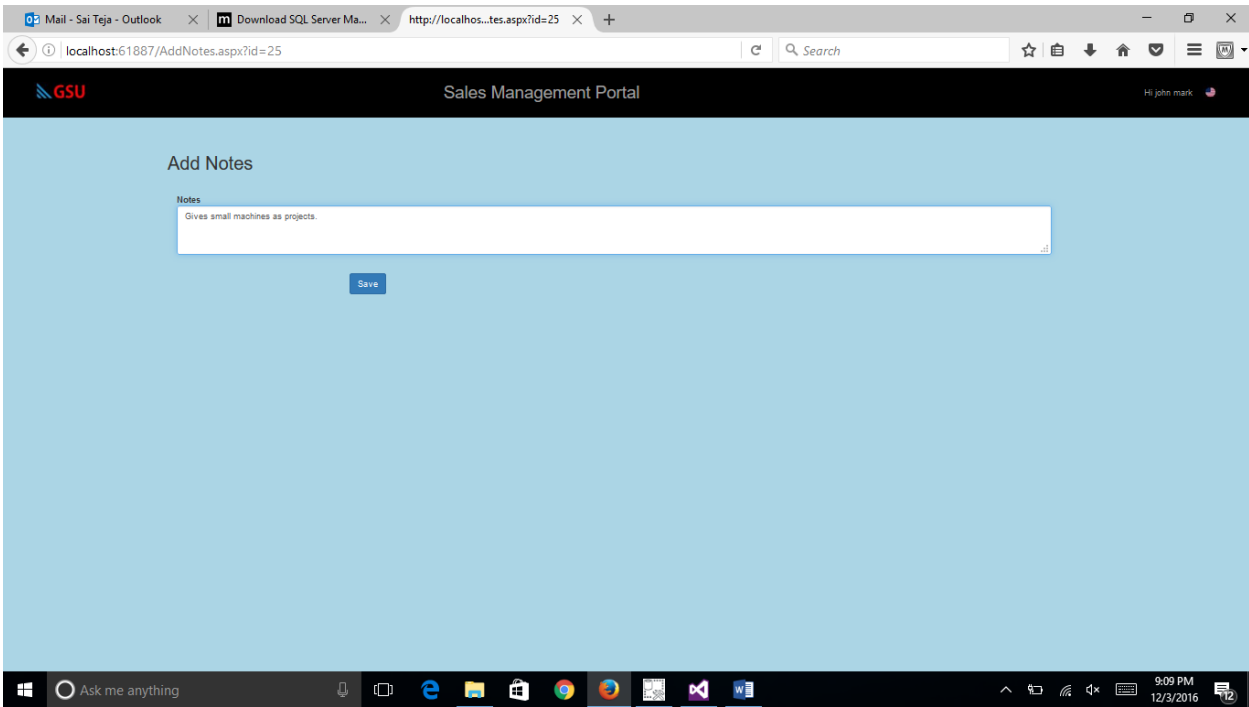 Mail - Sai Teja - Outlook
Download SQL Server Ma...
http://localhos...tes.aspx?id=25
localhost:61887/AddNotes.aspx?id=25
Search
GSU
Sales Management Portal
Hi john mark
Add Notes
Notes
Gives small machines as projects.
Save
Ask me anything
9:09 PM
12/3/2016
12